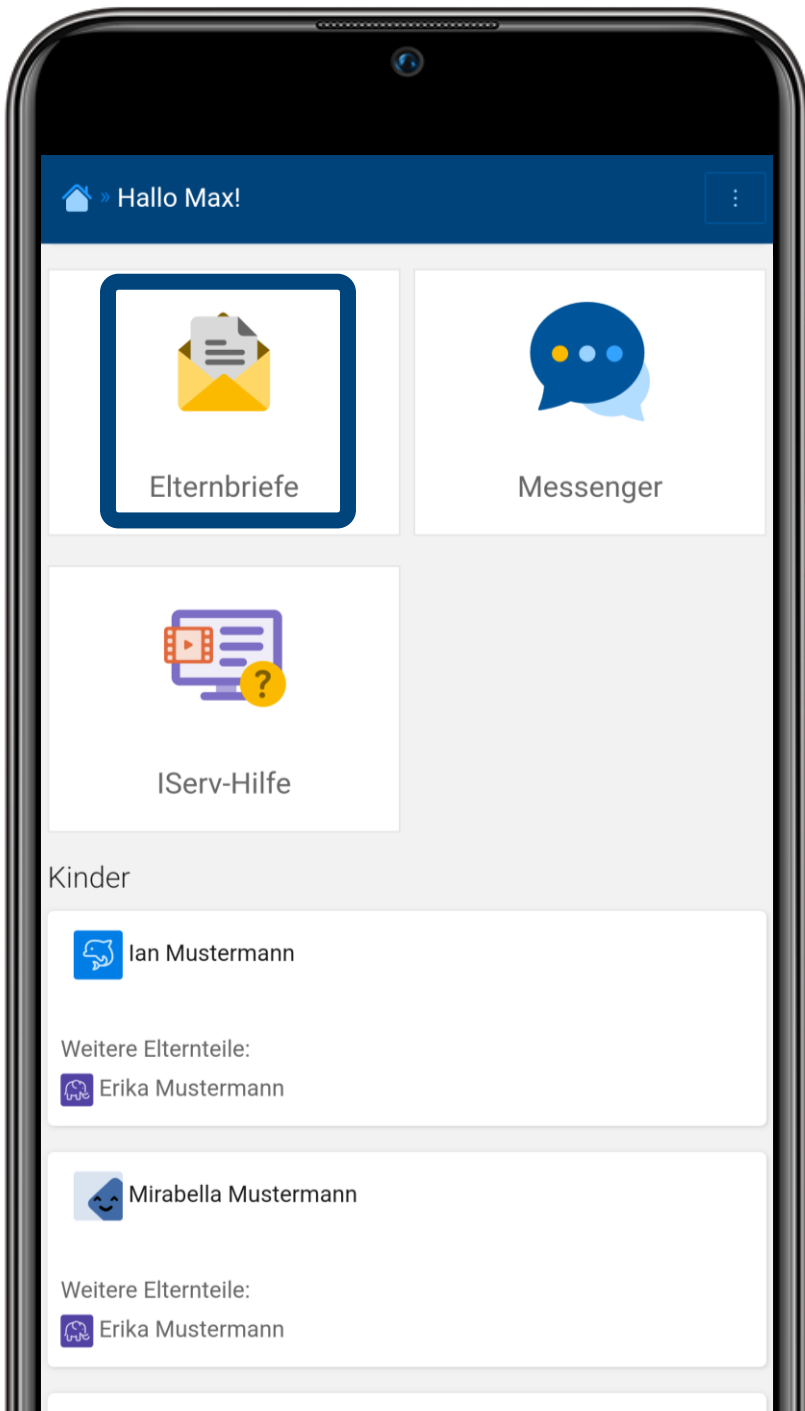 » Hallo Max!
Elternbriefe
Messenger
IServ-Hilfe
Kinder
Ian Mustermann
Weitere Elternteile:
Erika Mustermann
Mirabella Mustermann
Weitere Elternteile:
Erika Mustermann